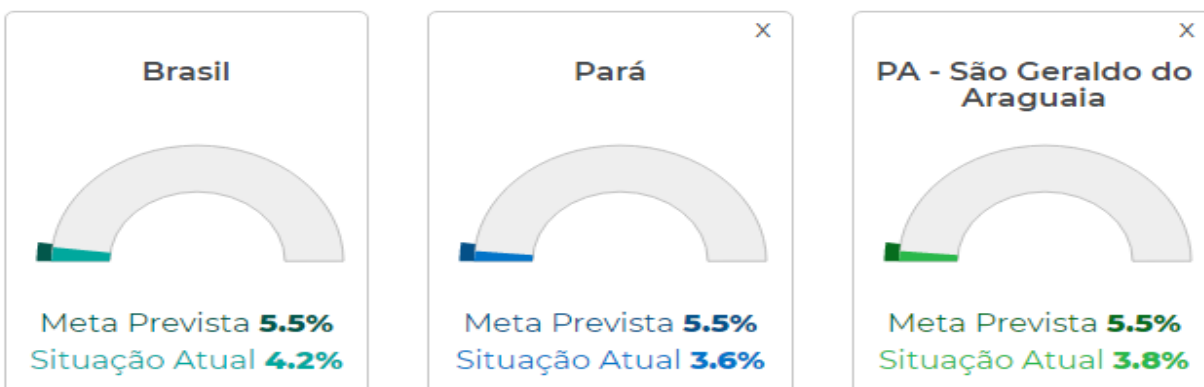 Brasil
Meta Prevista 5.5%
Situação Atual 4.2%
X
Pará
Meta Prevista 5.5%
Situação Atual 3.6%
X
PA - São Geraldo do
Araguaia
Meta Prevista 5.5%
Situação Atual 3.8%